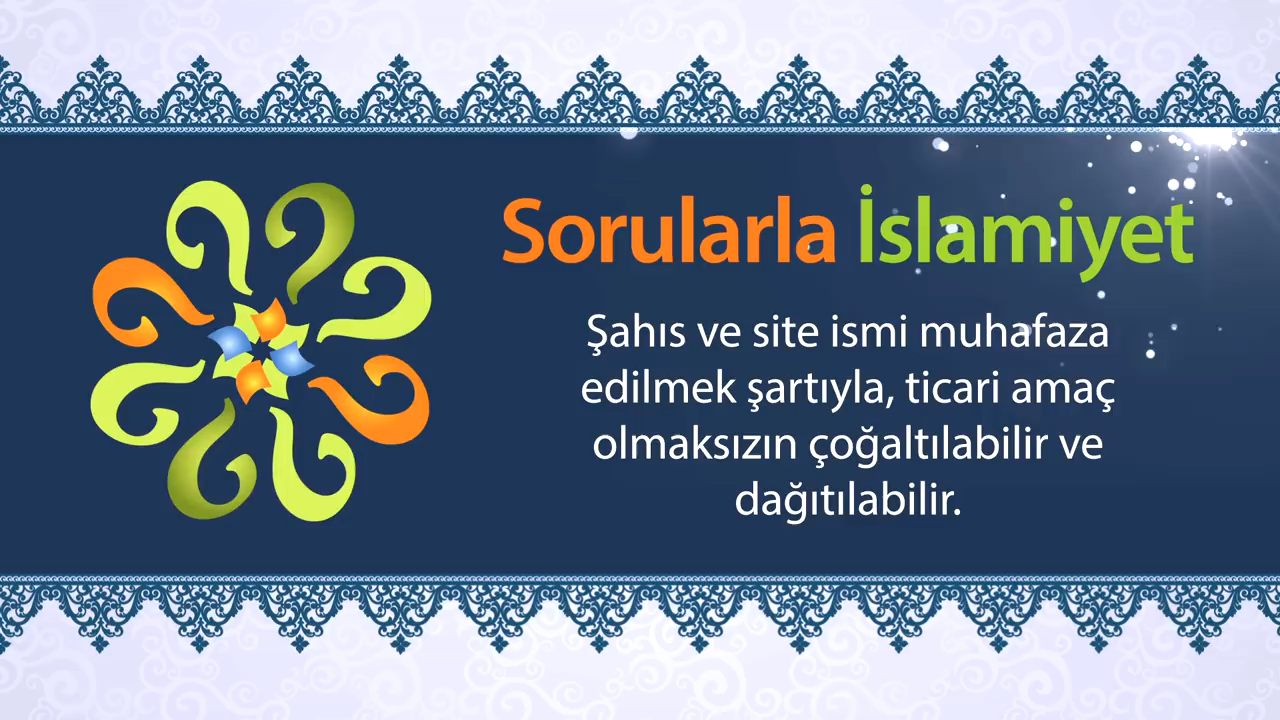 Sorularla İslamiyet
Şahıs ve site ismi muhafaza
edilmek şartıyla, ticari amaç
olmaksızın çoğaltılabilir ve
dağıtılabilir.